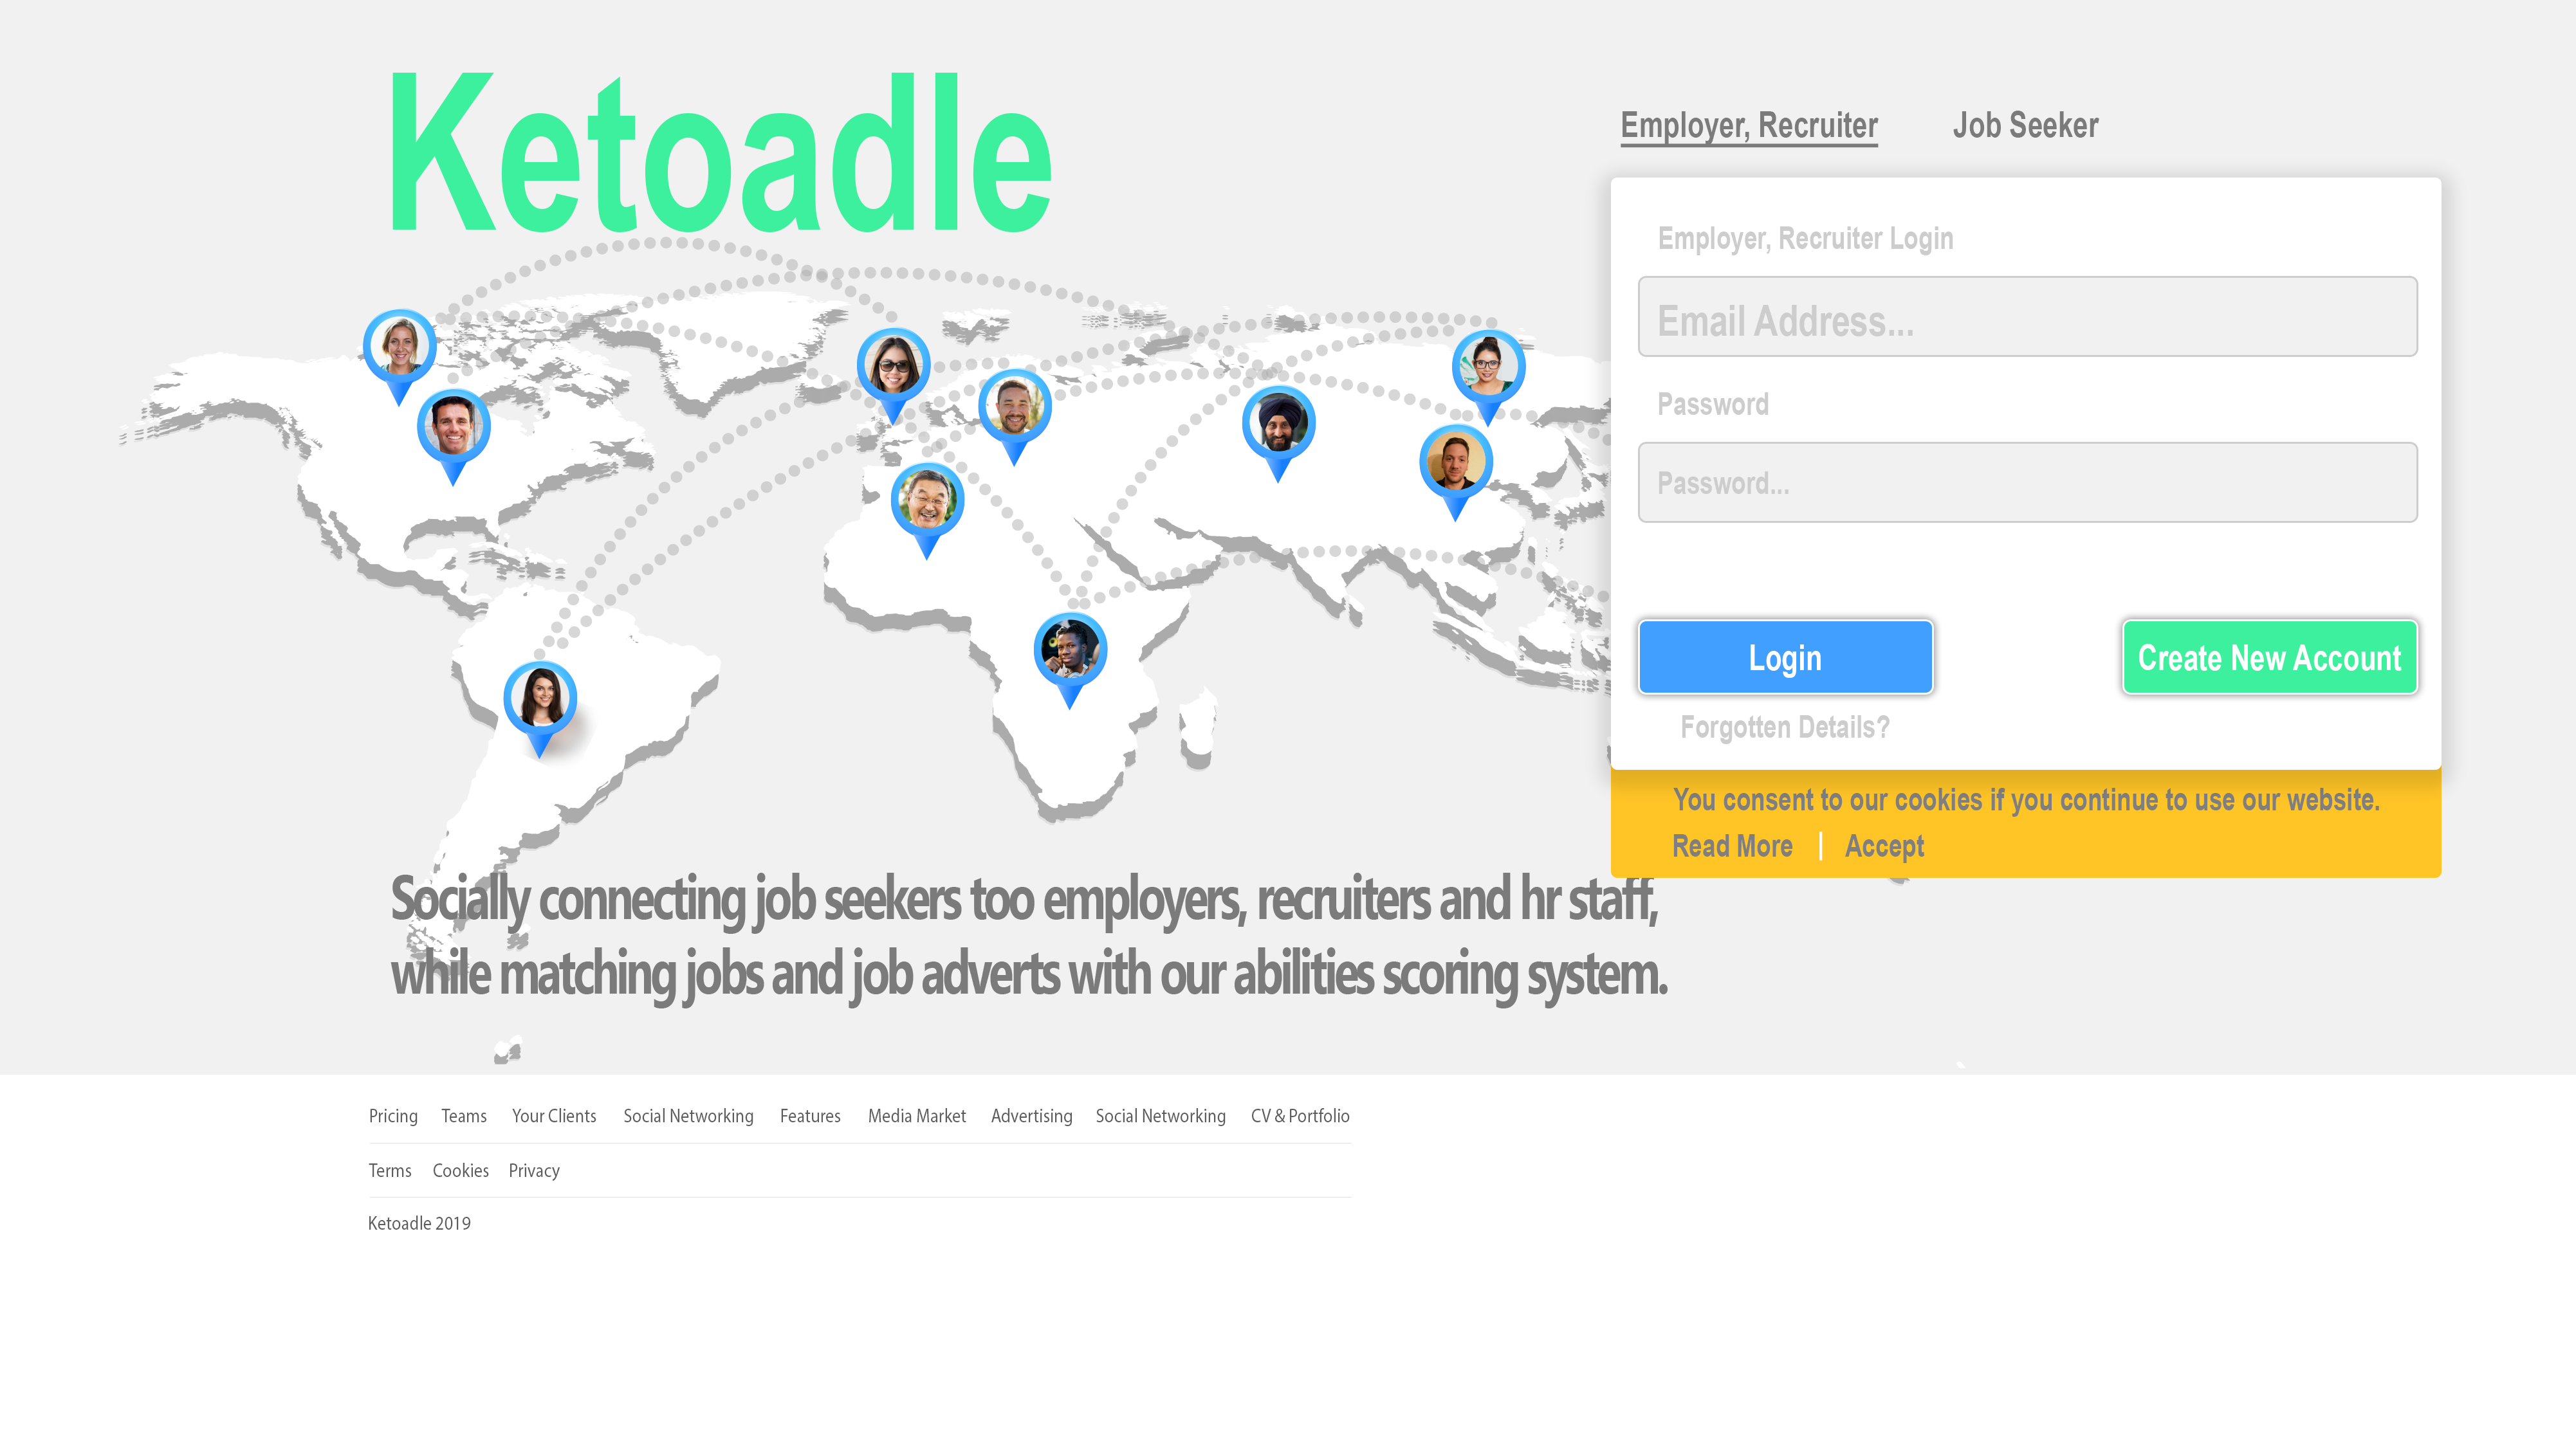 Ketoadle
Employer, Recruiter
Job Seeker
Employer, Recruiter Login
Email Address...
Password
Password...
Login
Create New Account
Forgotten Details?
You consent to our cookies if you continue to use our website.
Read More | Accept
Socially connecting job seekers too employers, recruiters and hr staff,
while matching jobs and job adverts with our abilities scoring system.
Pricing Teams Your Clients Social Networking Features Media Market Advertising Social Networking CV & Portfolio
Terms Cookies Privacy
Ketoadle 2019